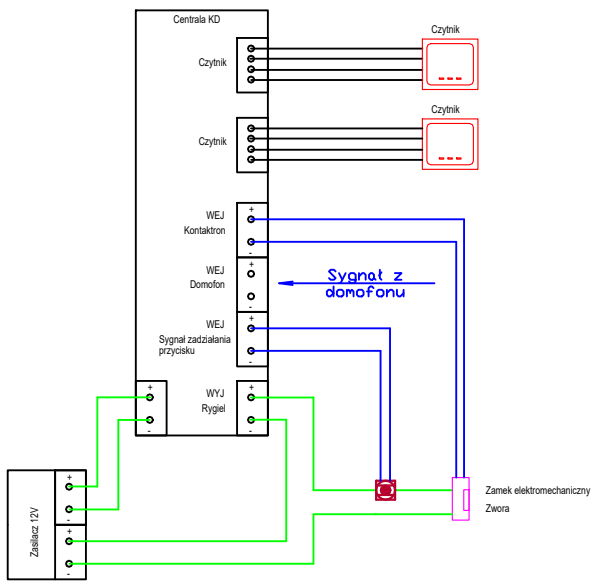 Centrala KD
Czytnik
Czytnik
Czytnik
Czytnik
WEJ
Kontaktron
+
-
WEJ
Domofon
+
-
Sygnał z
domofonu
WEJ
Sygnał zadziałania
przycisku
+
-
WYJ
Rygiel
+
-
+
-
Zasilacz 12V
+
-
+
-
Zamek elektromechaniczny
Zwora